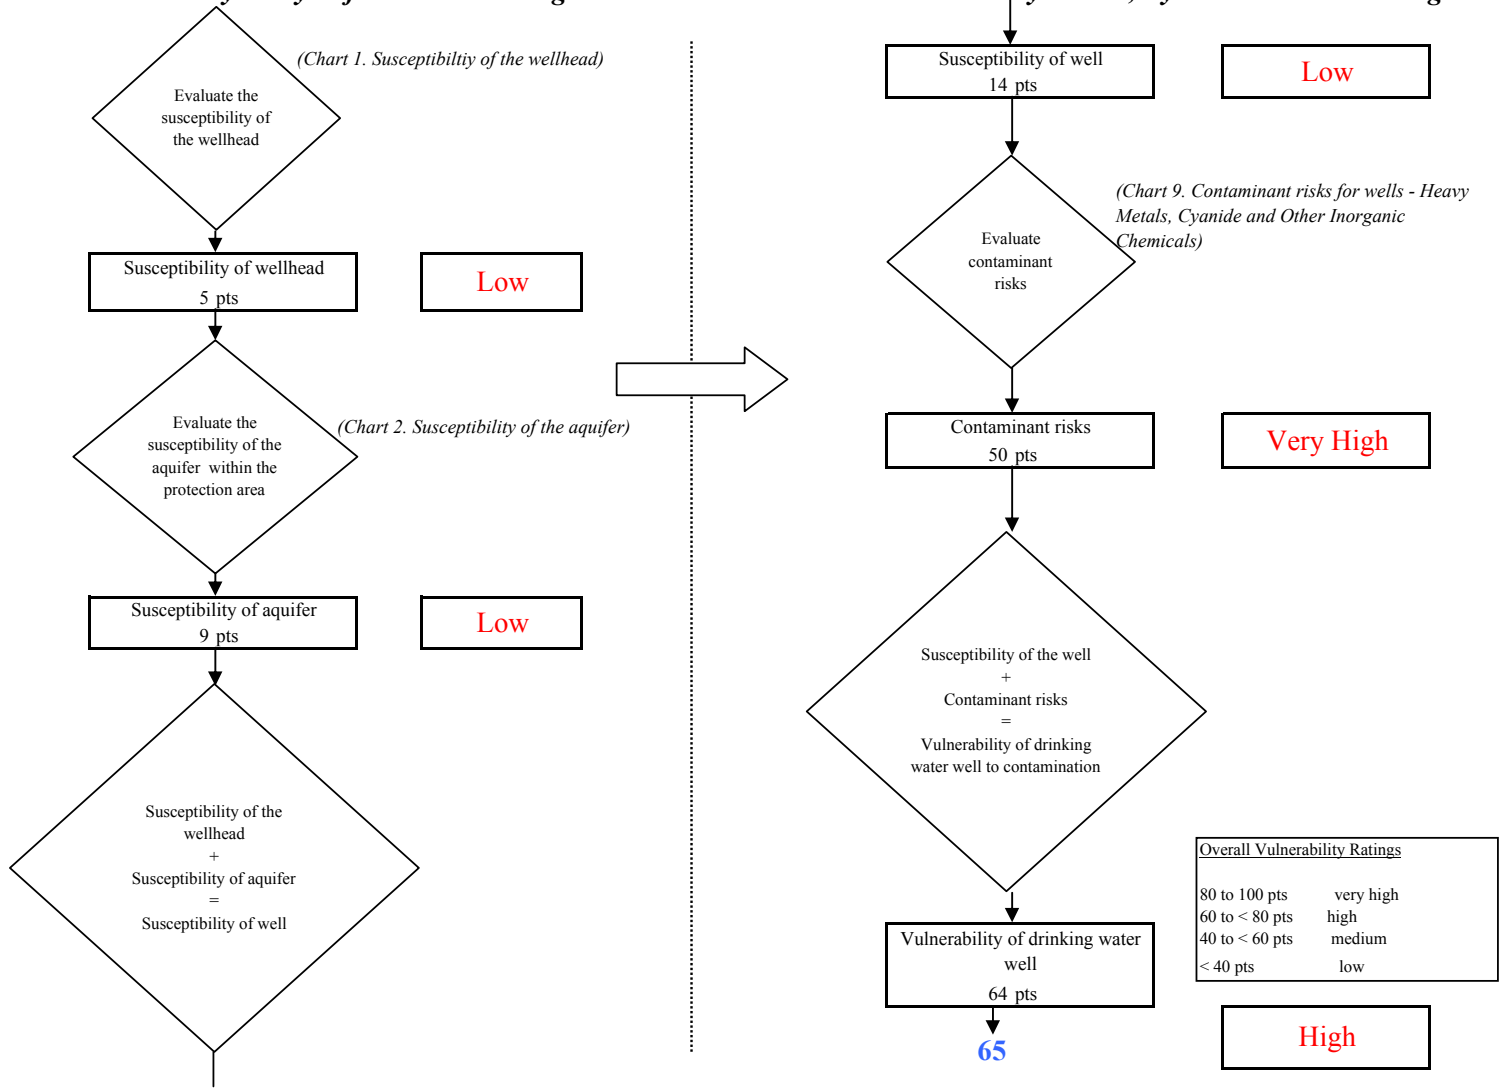 (Chart 1. Susceptibiltiy of the wellhead)
Evaluate the
susceptibility of
the wellhead
Susceptibility of wellhead
5 pts
Low
Evaluate the
susceptibility of the
aquifer within the
protection area
(Chart 2. Susceptibility of the aquifer)
Susceptibility of aquifer
9 pts
Low
Susceptibility of the
wellhead
+
Susceptibility of aquifer
=
Susceptibility of well
Susceptibility of well
14 pts
Low
(Chart 9. Contaminant risks for wells - Heavy
Metals, Cyanide and Other Inorganic
Chemicals)
Evaluate
contaminant
risks
Contaminant risks
50 pts
Very High
Susceptibility of the well
+
Contaminant risks
=
Vulnerability of drinking
water well to contamination
Overall Vulnerability Ratings
80 to 100 pts very high
60 to < 80 pts high
40 to < 60 pts medium
< 40 pts low
Vulnerability of drinking water
well
64 pts
65
High